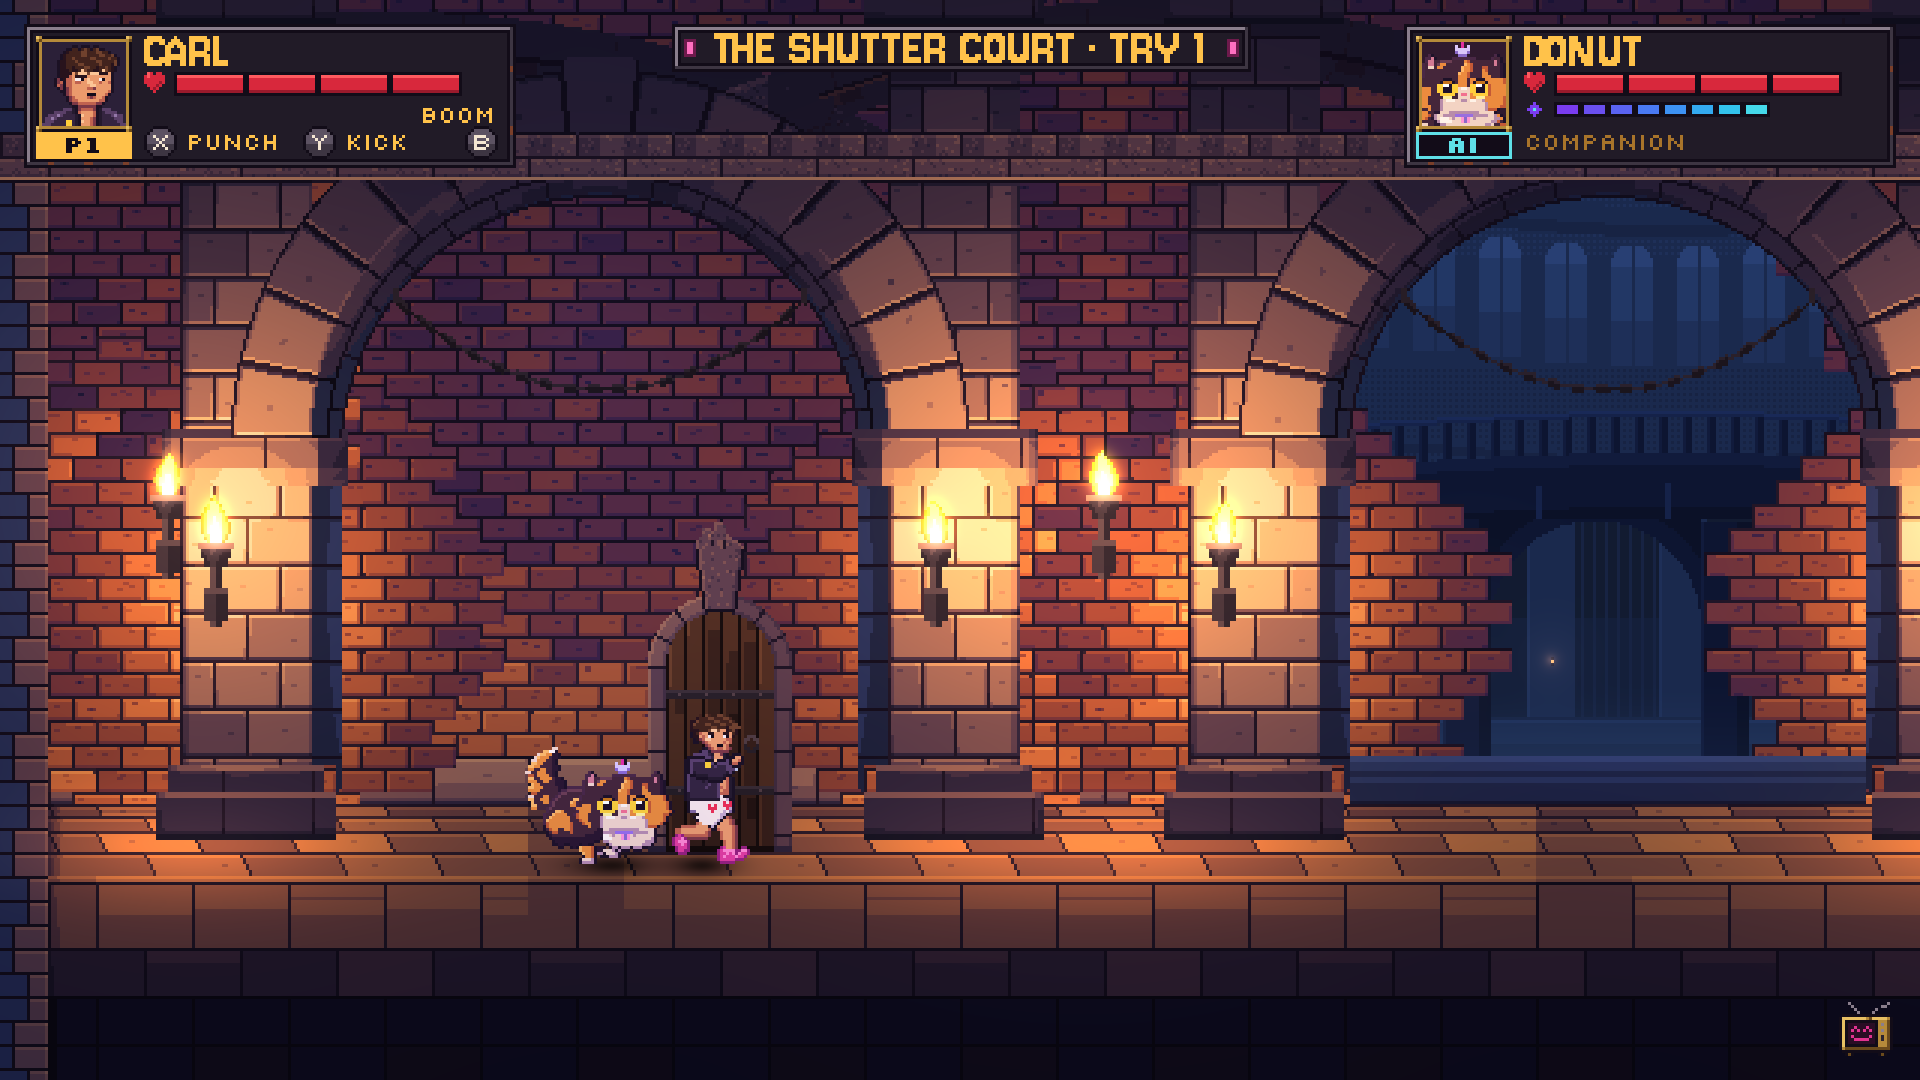 CARL
BOOM
P1
X PUNCH Y KICK B
THE SHUTTER COURT · TRY 1
DONUT
AI
COMPANION